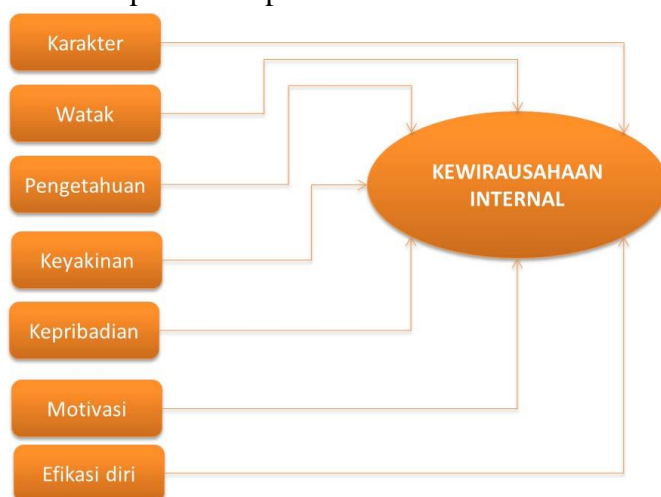 Karakter
Watak
Pengetahuan
KEWIRAUSAHAAN
INTERNAL
Keyakinan
Kepribadian
Motivasi
Efikasi diri